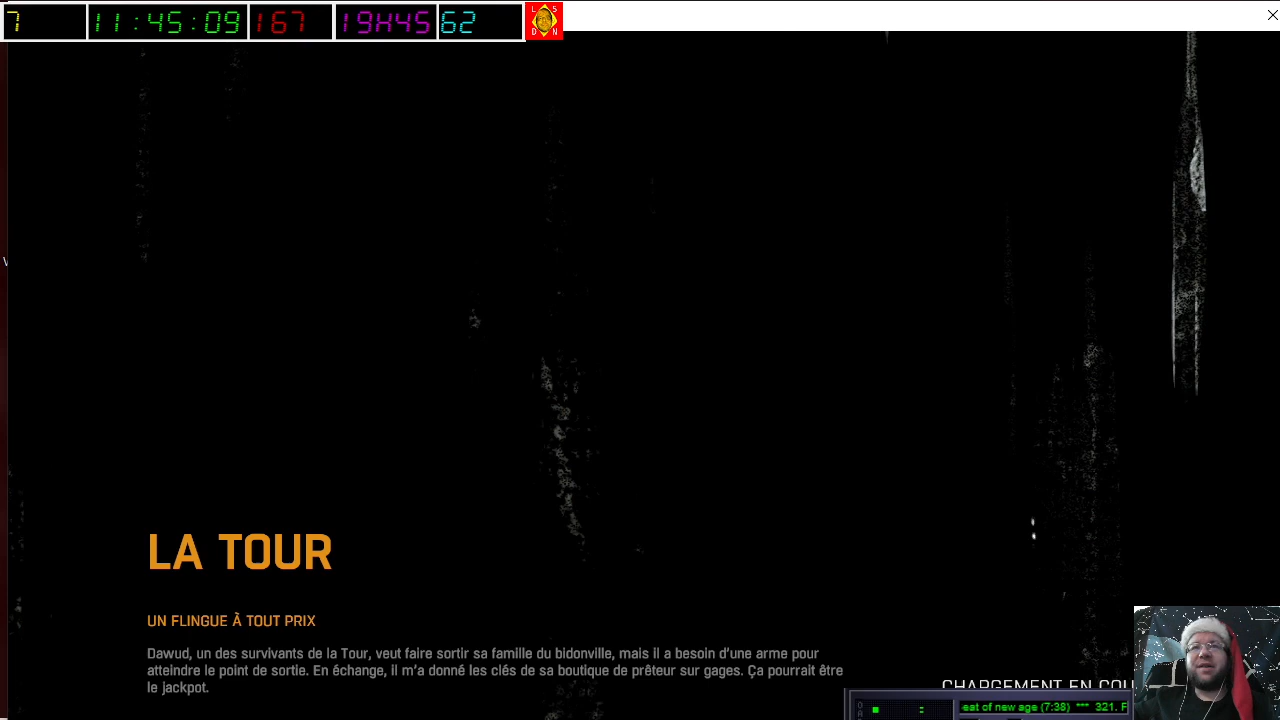 7 11:45:09 167 19H45 62
L S
D N
LA TOUR
UN FLINGUE À TOUT PRIX
Dawud, un des survivants de la Tour, veut faire sortir sa famille du bidonville, mais il a besoin d'une arme pour
atteindre le point de sortie. En échange, il m'a donné les clés de sa boutique de prêteur sur gages. Ça pourrait être
le jackpot.
CHARGEMENT EN COU
eat of new age (7:38) *** 321. F